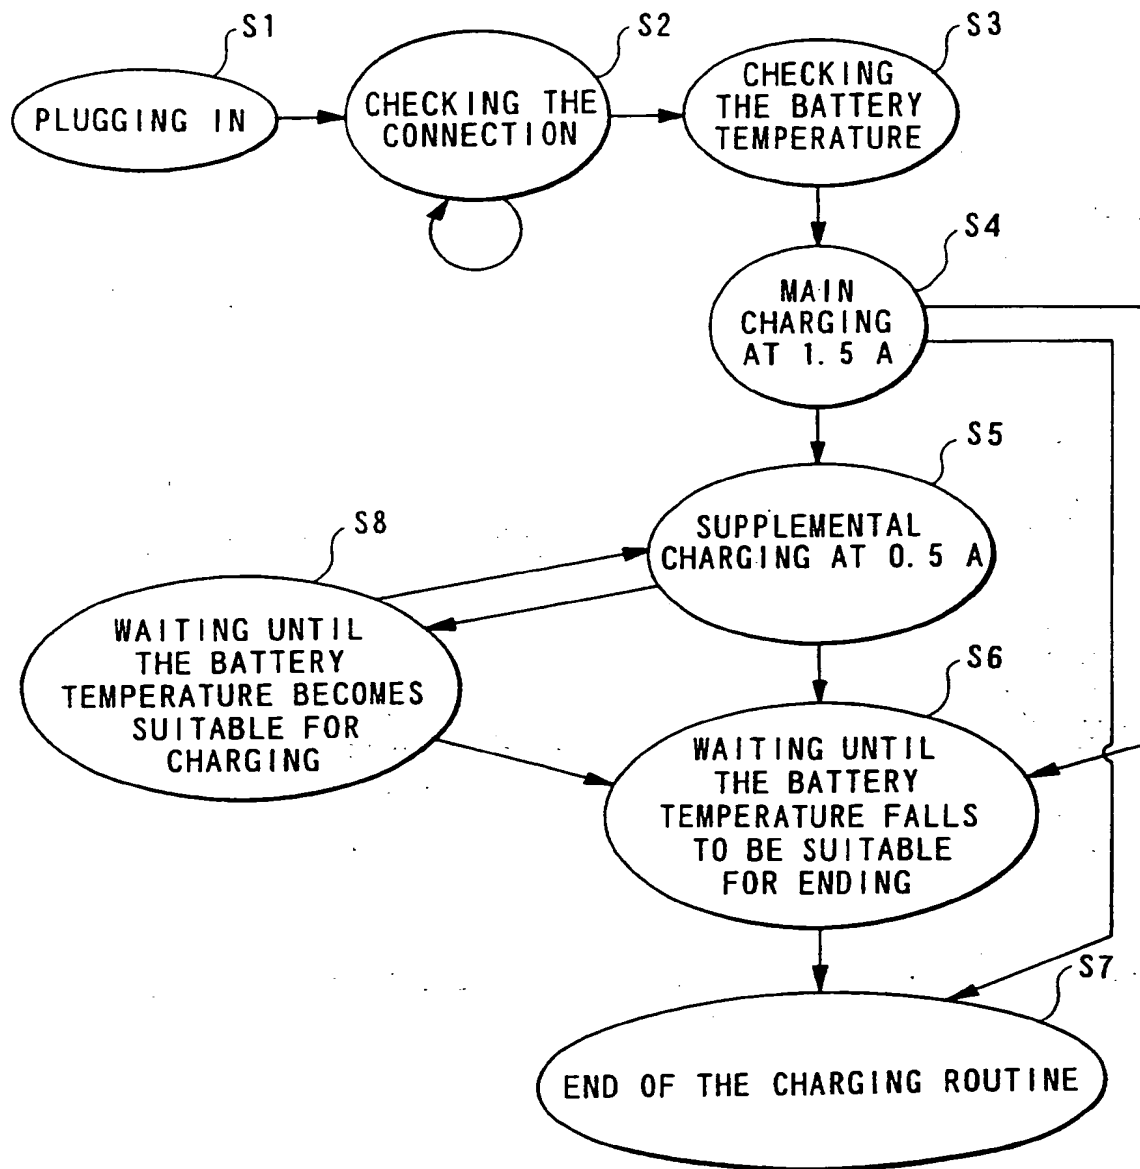 S1
PLUGGING IN
S2
CHECKING THE
CONNECTION
S3
CHECKING
THE BATTERY
TEMPERATURE
S4
MAIN
CHARGING
AT 1.5 A
S5
SUPPLEMENTAL
CHARGING AT 0.5 A
S8
WAITING UNTIL
THE BATTERY
TEMPERATURE BECOMES
SUITABLE FOR
CHARGING
S6
WAITING UNTIL
THE BATTERY
TEMPERATURE FALLS
TO BE SUITABLE
FOR ENDING
S7
END OF THE CHARGING ROUTINE